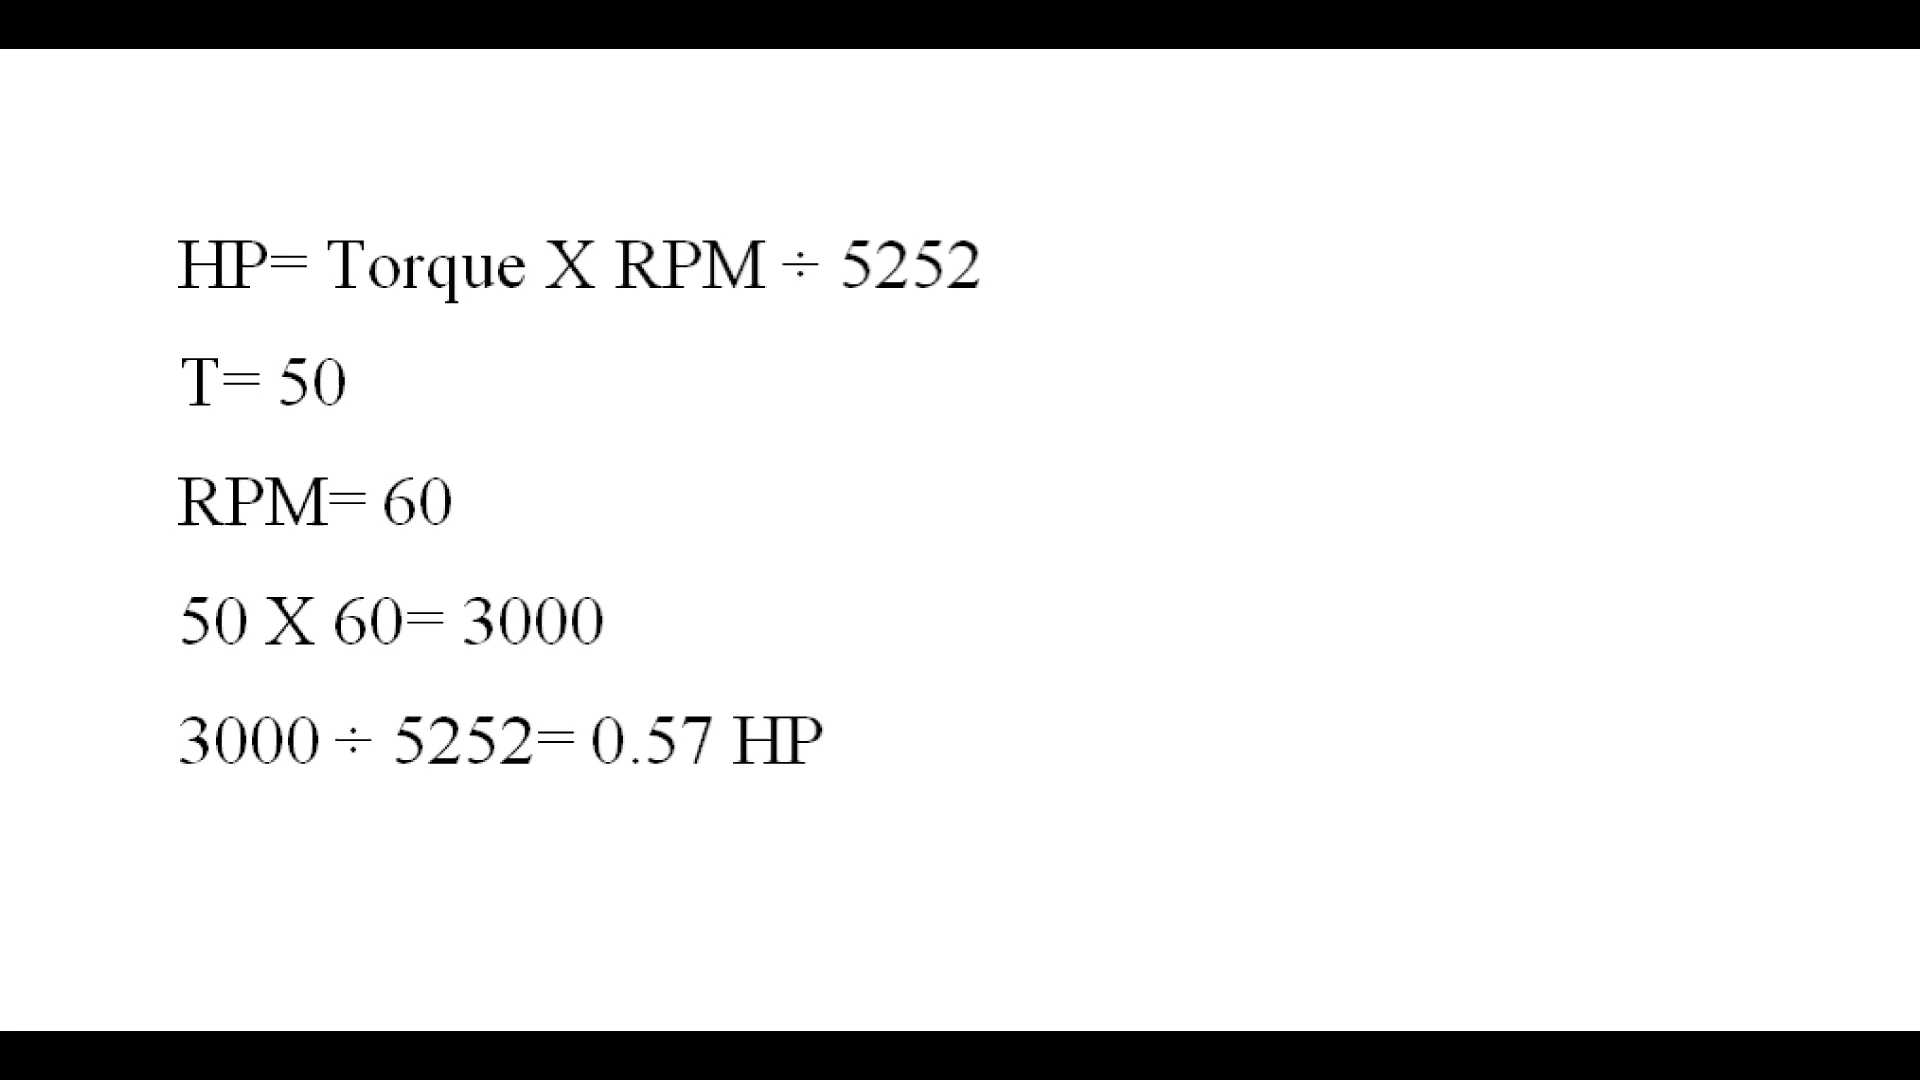 HP= Torque X RPM ÷ 5252
T= 50
RPM= 60
50 X 60= 3000
3000 ÷ 5252= 0.57 HP